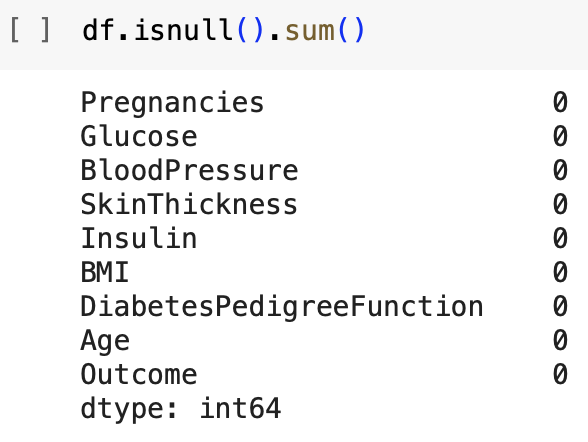 [ ] df.isnull().sum()
Pregnancies 0
Glucose 0
BloodPressure 0
SkinThickness 0
Insulin 0
BMI 0
DiabetesPedigreeFunction 0
Age 0
Outcome 0
dtype: int64